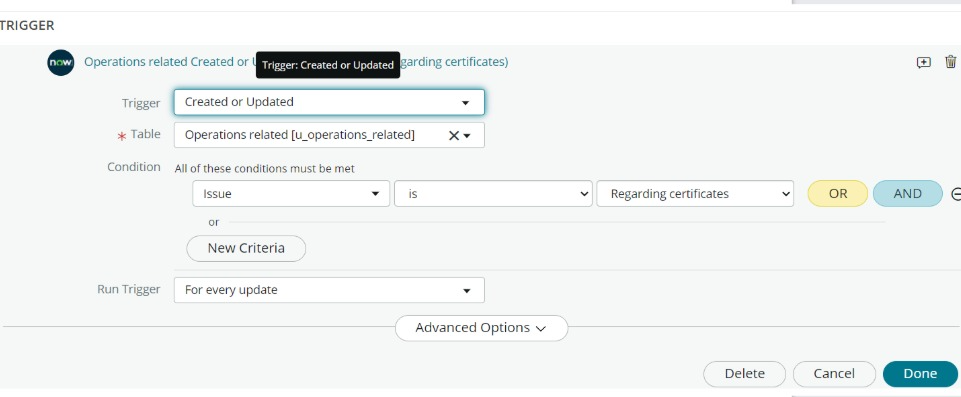 TRIGGER
now
Operations related Created or garding certificates)
Trigger: Created or Updated
Trigger Created or Updated
* Table Operations related [u_operations_related]
Condition All of these conditions must be met
Issue is Regarding certificates OR AND
or
New Criteria
Run Trigger For every update
Advanced Options
Delete Cancel Done